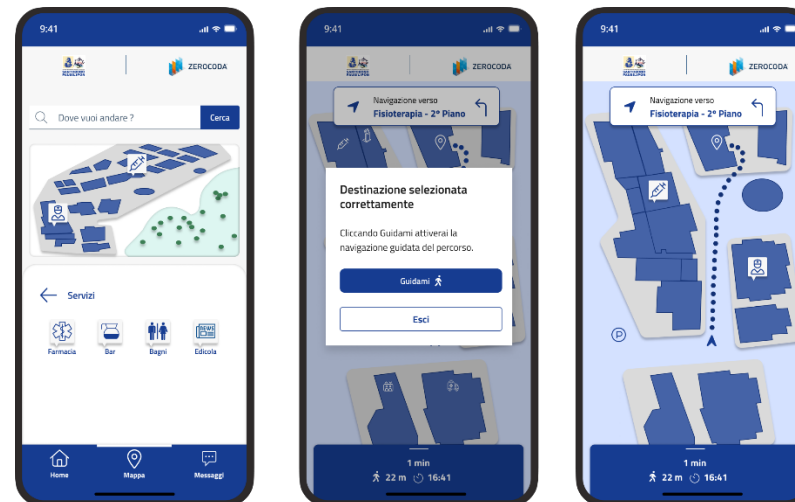 9:41
ZEROCODA
Dove vuoi andare ?
Cerca
Servizi
Farmacia
Bar
Bagni
NEWS
Edicola
Home
Mappa
Messaggi
9:41
ZEROCODA
Navigazione verso
Fisioterapia - 2° Piano
Destinazione selezionata
correttamente
Cliccando Guidami attiverai la
navigazione guidata del percorso.
Guidami
Esci
1 min
22 m 16:41
9:41
ZEROCODA
Navigazione verso
Fisioterapia - 2° Piano
P
1 min
22 m 16:41